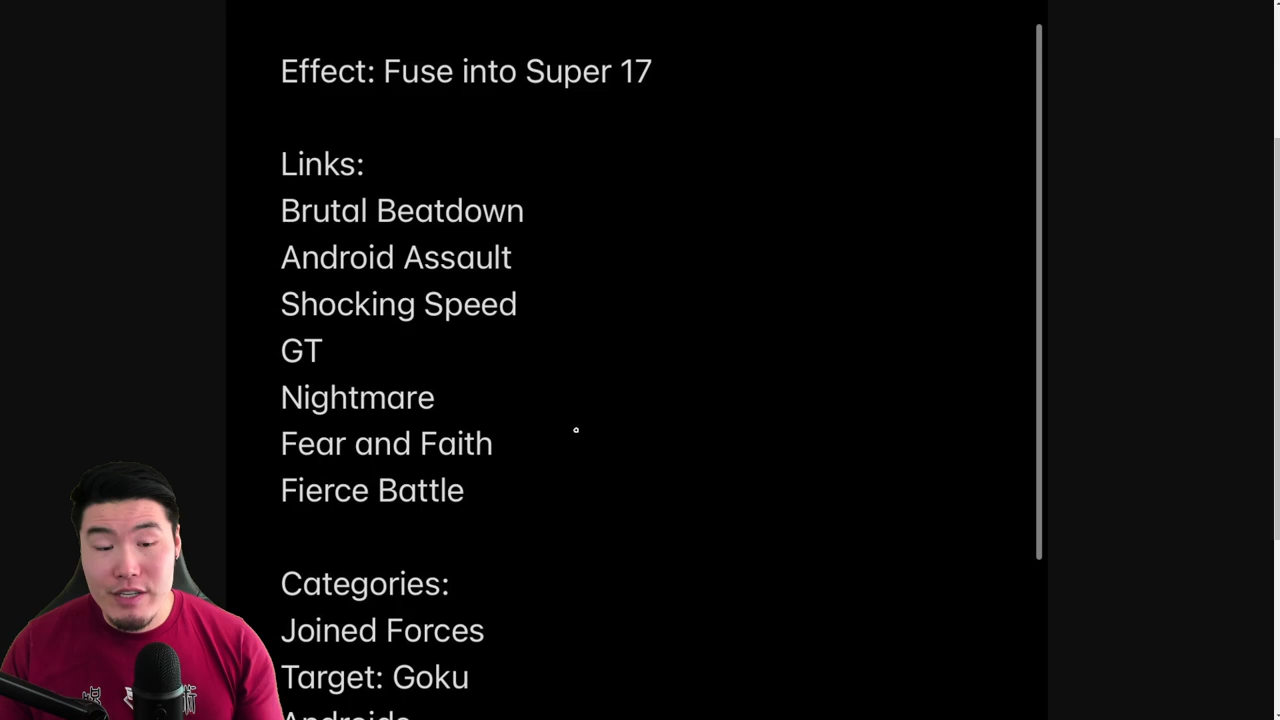 Effect: Fuse into Super 17
Links:
Brutal Beatdown
Android Assault
Shocking Speed
GT
Nightmare
Fear and Faith
Fierce Battle
Categories:
Joined Forces
Target: Goku
Androids